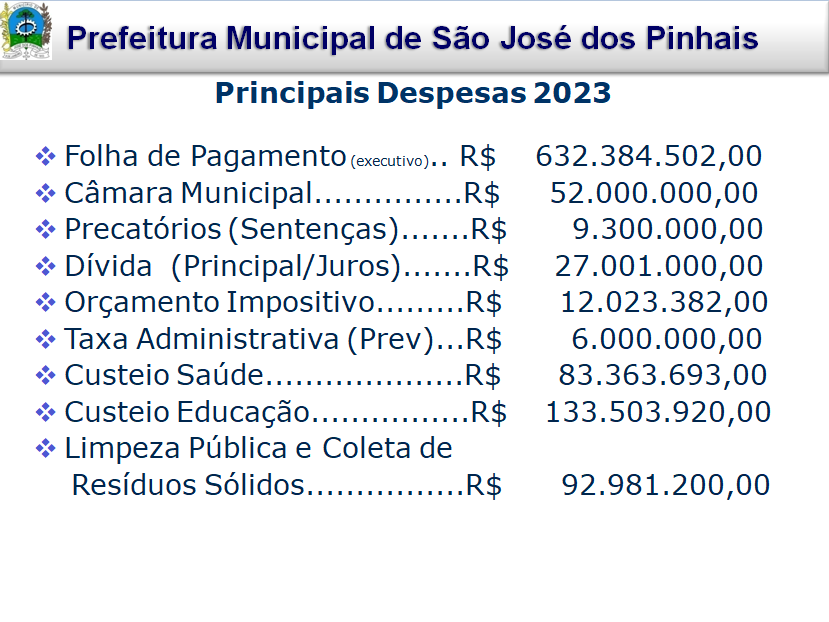 Prefeitura Municipal de São José dos Pinhais
Principais Despesas 2023
❖ Folha de Pagamento (executivo).. R$ 632.384.502,00
❖ Câmara Municipal...............R$ 52.000.000,00
❖ Precatórios (Sentenças).......R$ 9.300.000,00
❖ Dívida (Principal/Juros).......R$ 27.001.000,00
❖ Orçamento Impositivo.........R$ 12.023.382,00
❖ Taxa Administrativa (Prev)...R$ 6.000.000,00
❖ Custeio Saúde....................R$ 83.363.693,00
❖ Custeio Educação................R$ 133.503.920,00
❖ Limpeza Pública e Coleta de
Resíduos Sólidos................R$ 92.981.200,00